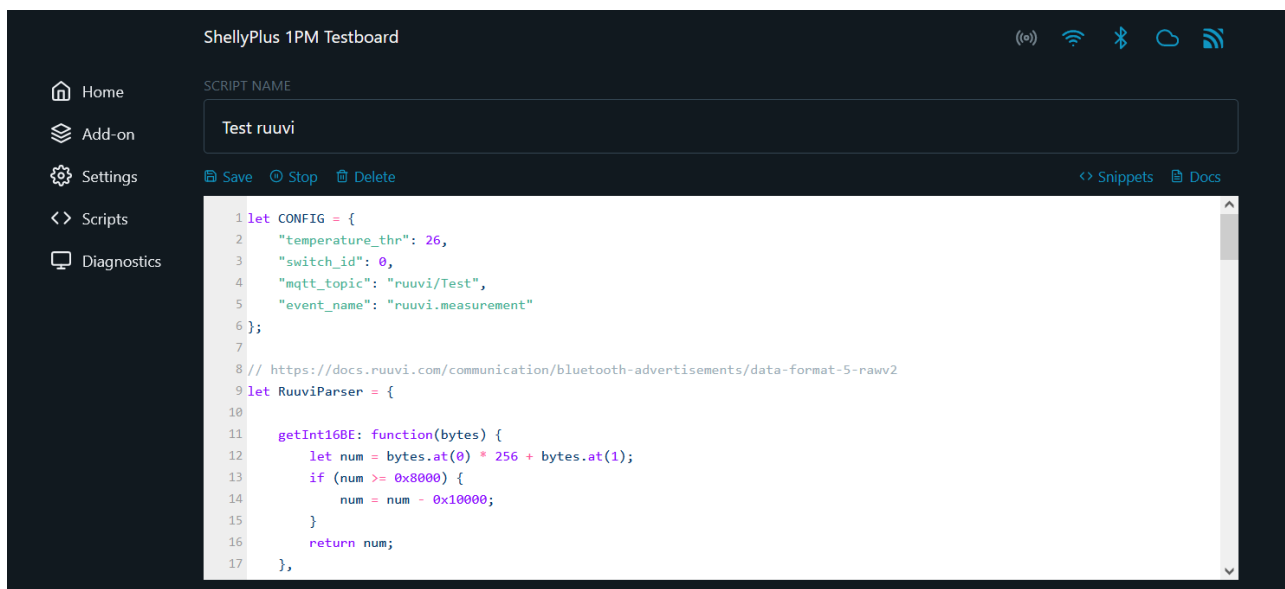 ShellyPlus 1PM Testboard
Home
Add-on
Settings
Scripts
Diagnostics
SCRIPT NAME
Test ruuvi
Save Stop Delete <> Snippets Docs
1 let CONFIG = {
2     "temperature_thr": 26,
3     "switch_id": 0,
4     "mqtt_topic": "ruuvi/Test",
5     "event_name": "ruuvi.measurement"
6 };
7
8 // https://docs.ruuvi.com/communication/bluetooth-advertisements/data-format-5-rawv2
9 let RuuviParser = {
10
11     getInt16BE: function(bytes) {
12         let num = bytes.at(0) * 256 + bytes.at(1);
13         if (num >= 0x8000) {
14             num = num - 0x10000;
15         }
16         return num;
17     },